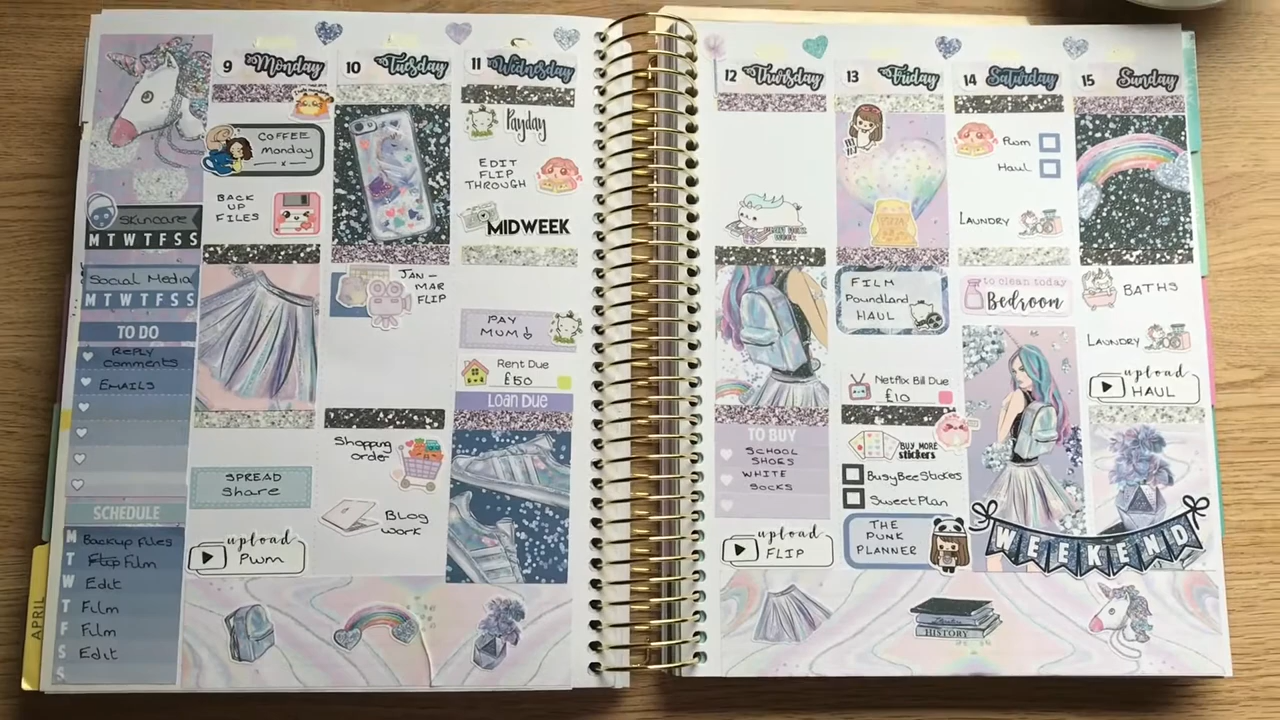 9 Monday
10 Tuesday
11 Wednesday
12 Thursday
13 Friday
14 Saturday
15 Sunday
Skincare
M T W T F S S
Social Media
M T W T F S S
TO DO
REPLY
comments
EMAILS
SCHEDULE
M Backup files
T Flip Film
W Edit
T Film
F Film
S Edit
S
APRIL
COFFEE
Monday
BACK
UP
FILES
SPREAD
Share
upload
Pwm
JAN -
MAR
FLIP
Shopping
order
Blog
work
Payday
EDIT
FLIP
THROUGH
MIDWEEK
PAY
MUM
Rent Due
£50
Loan Due
TO BUY
SCHOOL
SHOES
WHITE
SOCKS
upload
FLIP
FILM
Poundland
HAUL
Netflix Bill Due
£10
BUY MORE
stickers
BusyBeeStickers
SweetPlan
THE
PUNK
PLANNER
Pwm
Haul
LAUNDRY
to clean today
Bedroom
WEEKEND
BATHS
LAUNDRY
upload
HAUL
HISTORY